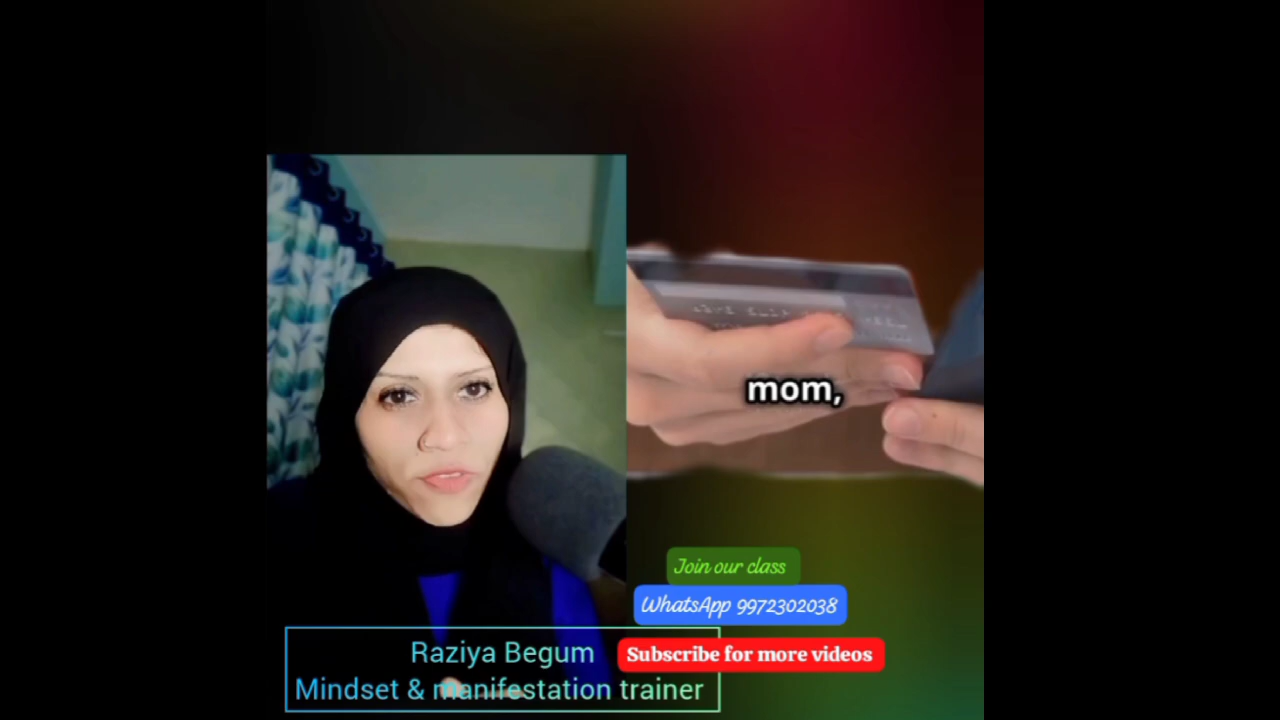 mom,
Join our class
WhatsApp 9972302038
Raziya Begum
Subscribe for more videos
Mindset & manifestation trainer